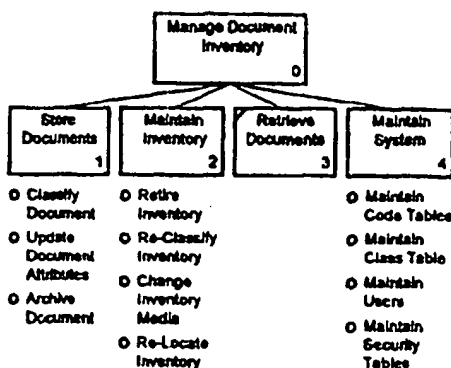 Manage Document
Inventory
0
Store
Documents
1
Maintain
Inventory
2
Retrieve
Documents
3
Maintain
System
4
O Classify
Document
O Update
Document
Attributes
O Archive
Document
O Retire
Inventory
O Re-Classify
Inventory
O Change
Inventory
Media
O Re-Locate
Inventory
O Maintain
Code Tables
O Maintain
Class Table
O Maintain
Users
O Maintain
Security
Tables